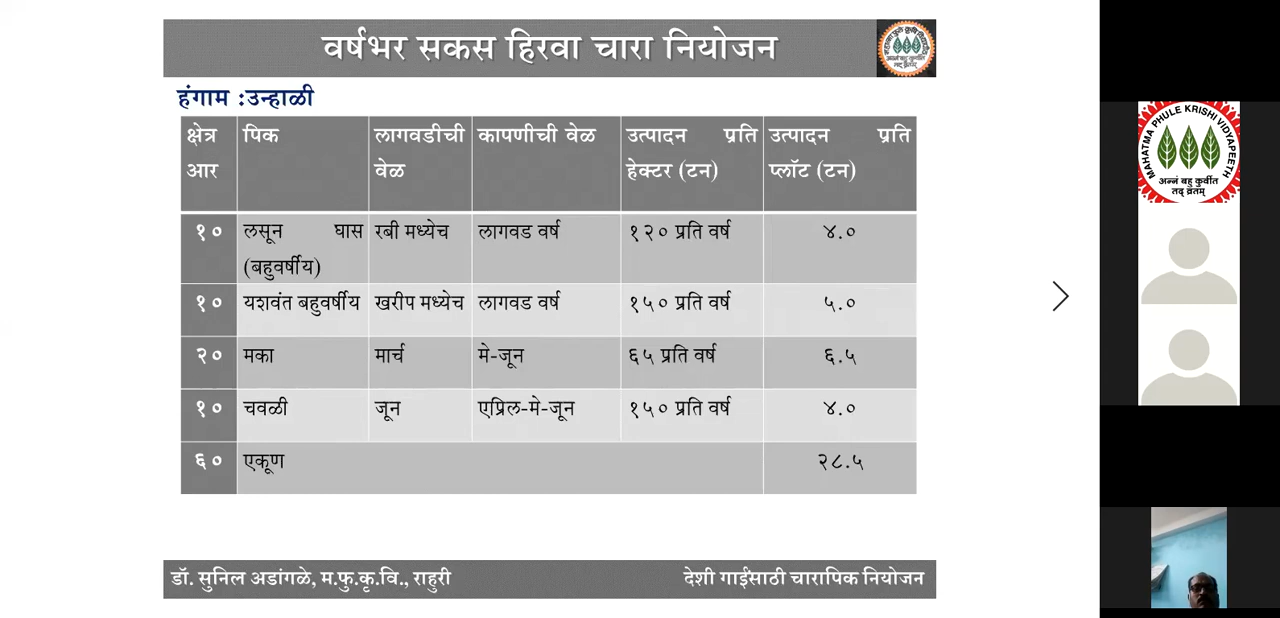 वर्षभर सकस हिरवा चारा नियोजन
हंगाम :उन्हाळी
क्षेत्र आर | पिक | लागवडीची वेळ | कापणीची वेळ | उत्पादन प्रति हेक्टर (टन) | उत्पादन प्रति प्लॉट (टन)
१० | लसून घास (बहुवर्षीय) | रबी मध्येच | लागवड वर्ष | १२० प्रति वर्ष | ४.०
१० | यशवंत बहुवर्षीय | खरीप मध्येच | लागवड वर्ष | १५० प्रति वर्ष | ५.०
२० | मका | मार्च | मे-जून | ६५ प्रति वर्ष | ६.५
१० | चवळी | जून | एप्रिल-मे-जून | १५० प्रति वर्ष | ४.०
६० | एकूण | २८.५
डॉ. सुनिल अडांगळे, म.फु.कृ.वि., राहुरी
देशी गाईंसाठी चारापिक नियोजन
MAHATMA PHULE KRISHI VIDYAPEETH
अन्नं बहु कुर्वीत
तद् व्रतम्